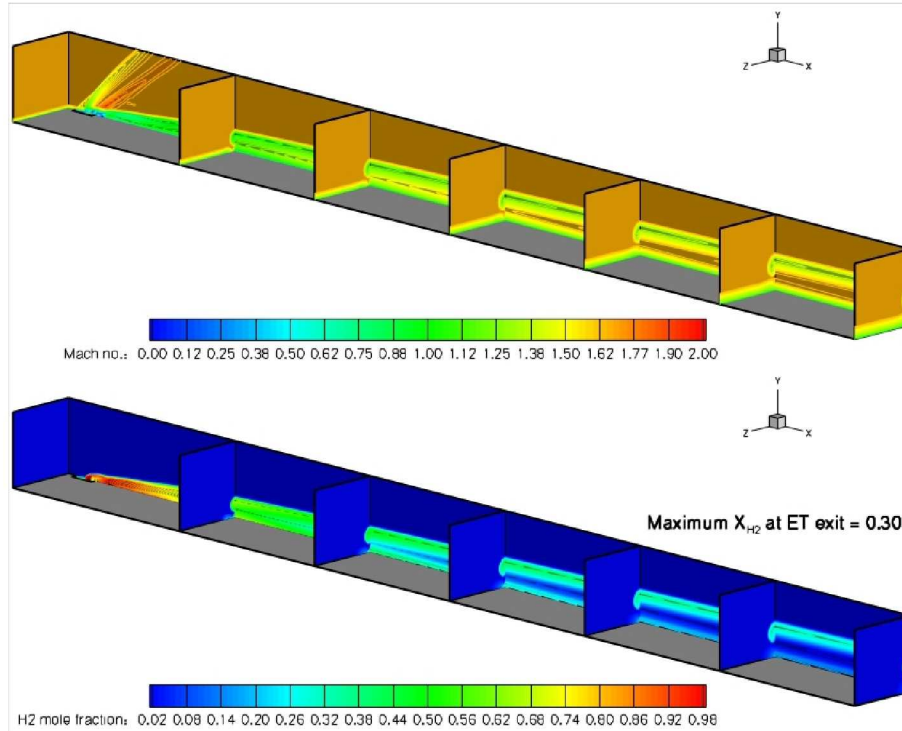 Y
Z X
Mach no.: 0.00 0.12 0.25 0.38 0.50 0.62 0.75 0.88 1.00 1.12 1.25 1.38 1.50 1.62 1.77 1.90 2.00
Y
Z X
Maximum X_H2 at ET exit = 0.30
H2 mole fraction: 0.02 0.08 0.14 0.20 0.26 0.32 0.38 0.44 0.50 0.56 0.62 0.68 0.74 0.80 0.86 0.92 0.98